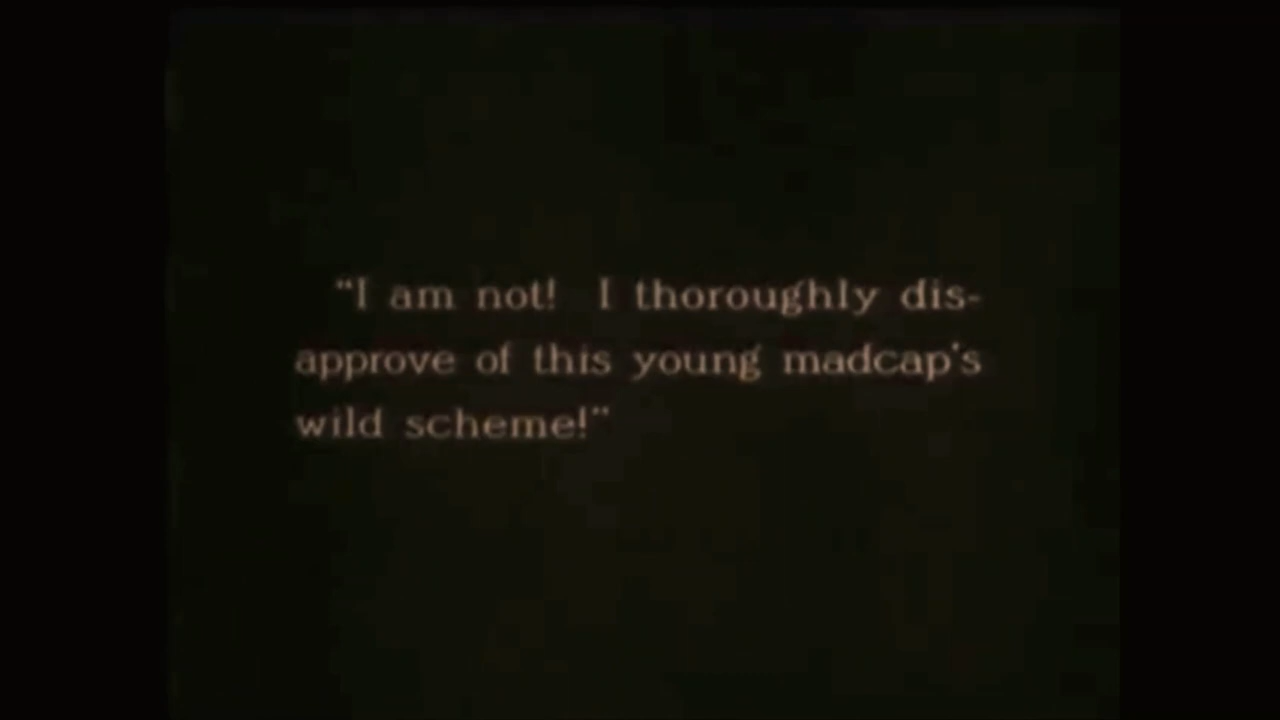 “I am not!  I thoroughly dis-
approve of this young madcap's
wild scheme!”